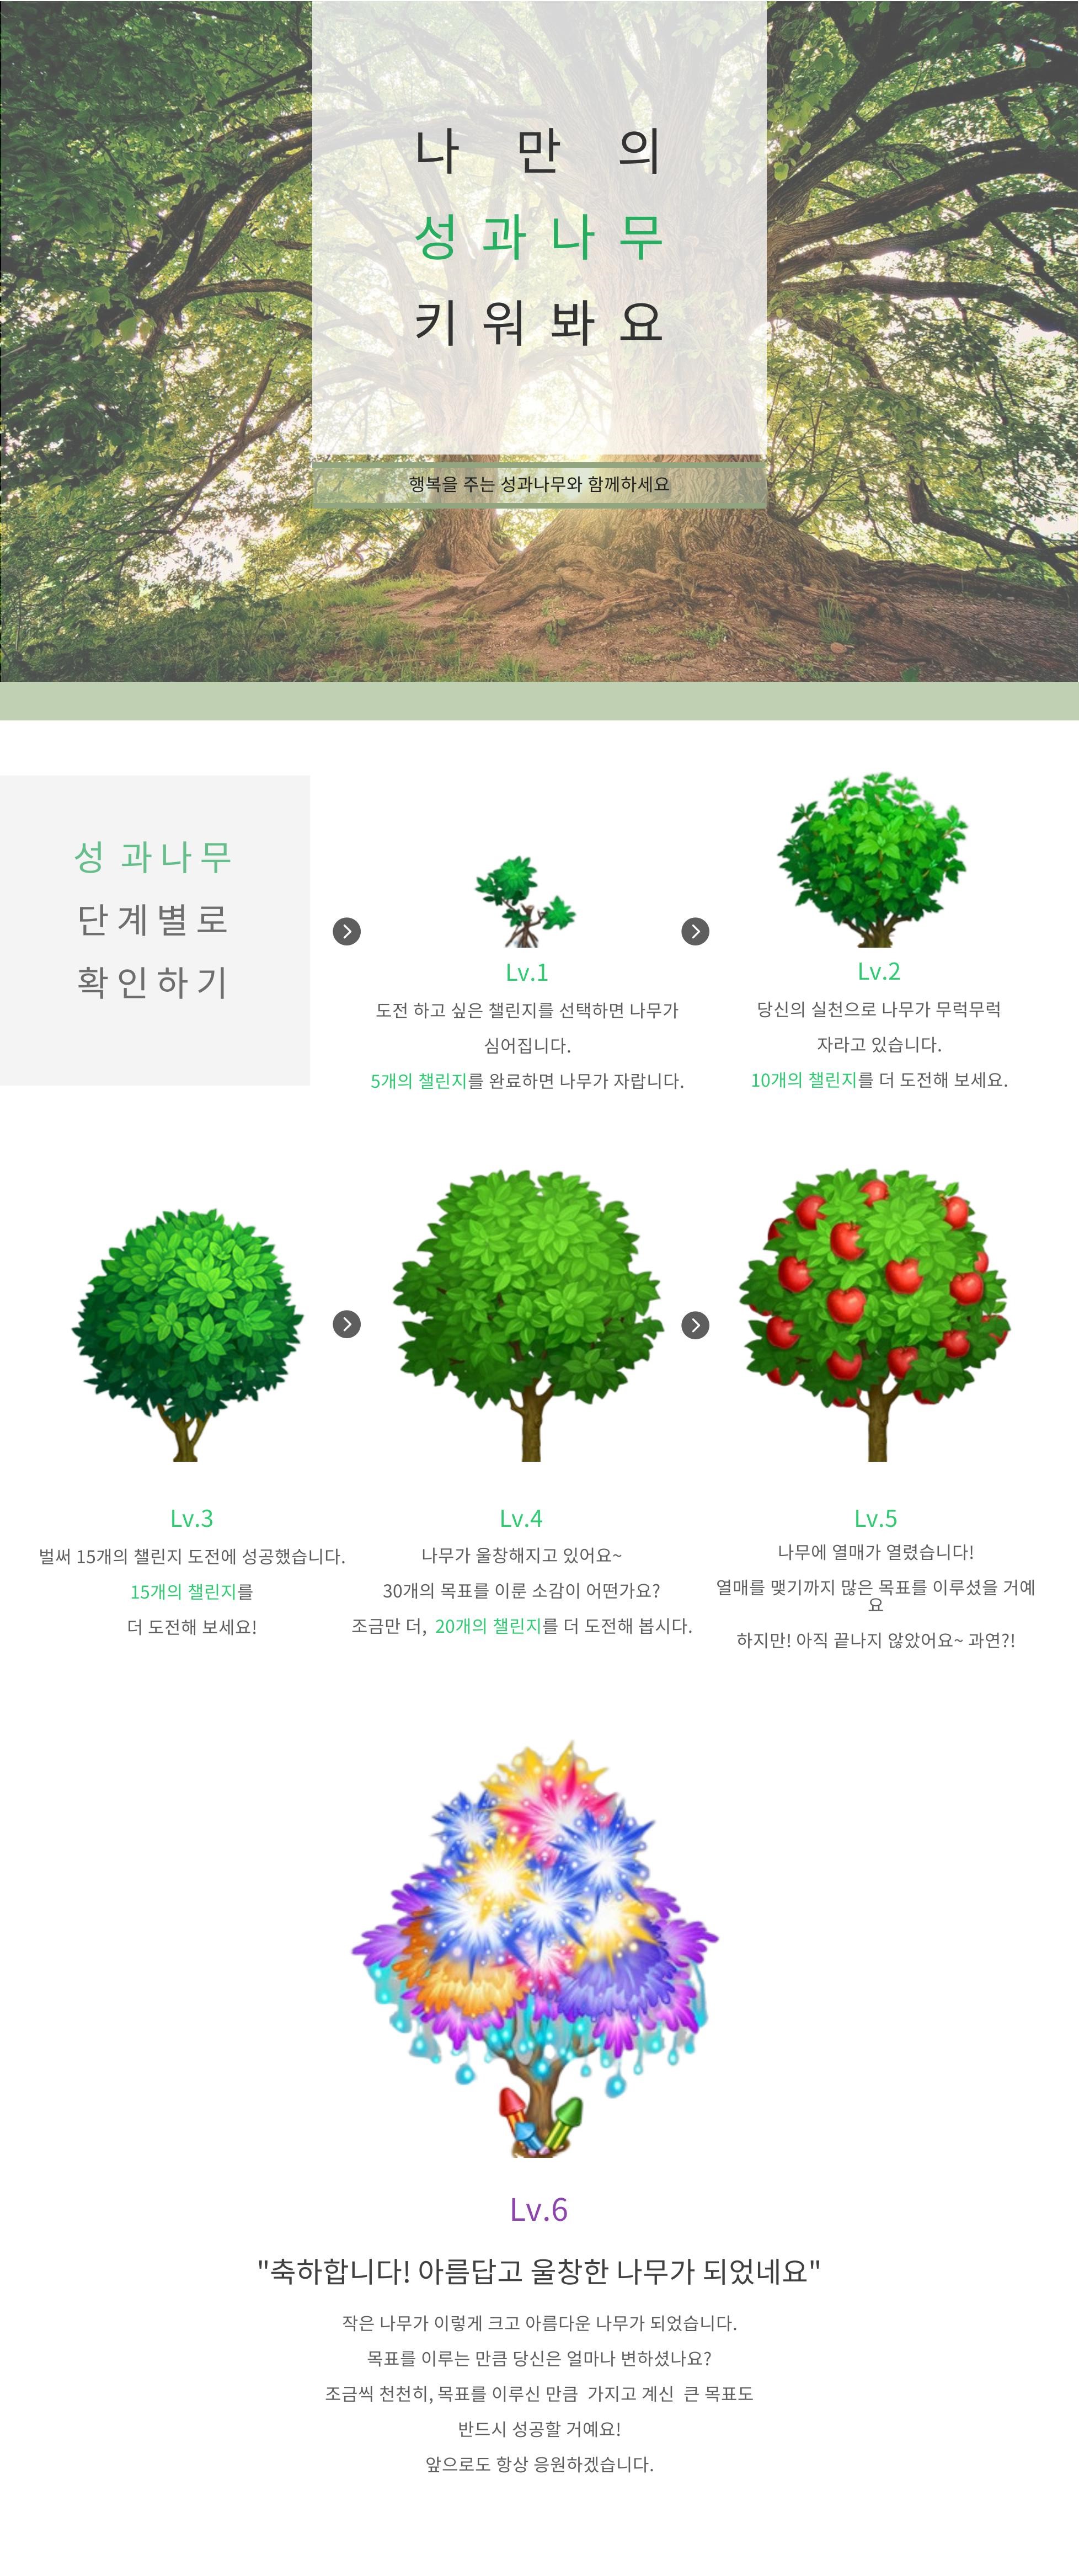 나 만 의
성과나무
키워봐요
행복을 주는 성과나무와 함께하세요
성 과나무
단계별로
확인하기
Lv.1
도전 하고 싶은 챌린지를 선택하면 나무가
심어집니다.
5개의 챌린지를 완료하면 나무가 자랍니다.
Lv.2
당신의 실천으로 나무가 무럭무럭
자라고 있습니다.
10개의 챌린지를 더 도전해 보세요.
Lv.3
벌써 15개의 챌린지 도전에 성공했습니다.
15개의 챌린지를
더 도전해 보세요!
Lv.4
나무가 울창해지고 있어요~
30개의 목표를 이룬 소감이 어떤가요?
조금만 더, 20개의 챌린지를 더 도전해 봅시다.
Lv.5
나무에 열매가 열렸습니다!
열매를 맺기까지 많은 목표를 이루셨을 거예
요
하지만! 아직 끝나지 않았어요~ 과연?!
Lv.6
"축하합니다! 아름답고 울창한 나무가 되었네요"
작은 나무가 이렇게 크고 아름다운 나무가 되었습니다.
목표를 이루는 만큼 당신은 얼마나 변하셨나요?
조금씩 천천히, 목표를 이루신 만큼 가지고 계신 큰 목표도
반드시 성공할 거예요!
앞으로도 항상 응원하겠습니다.